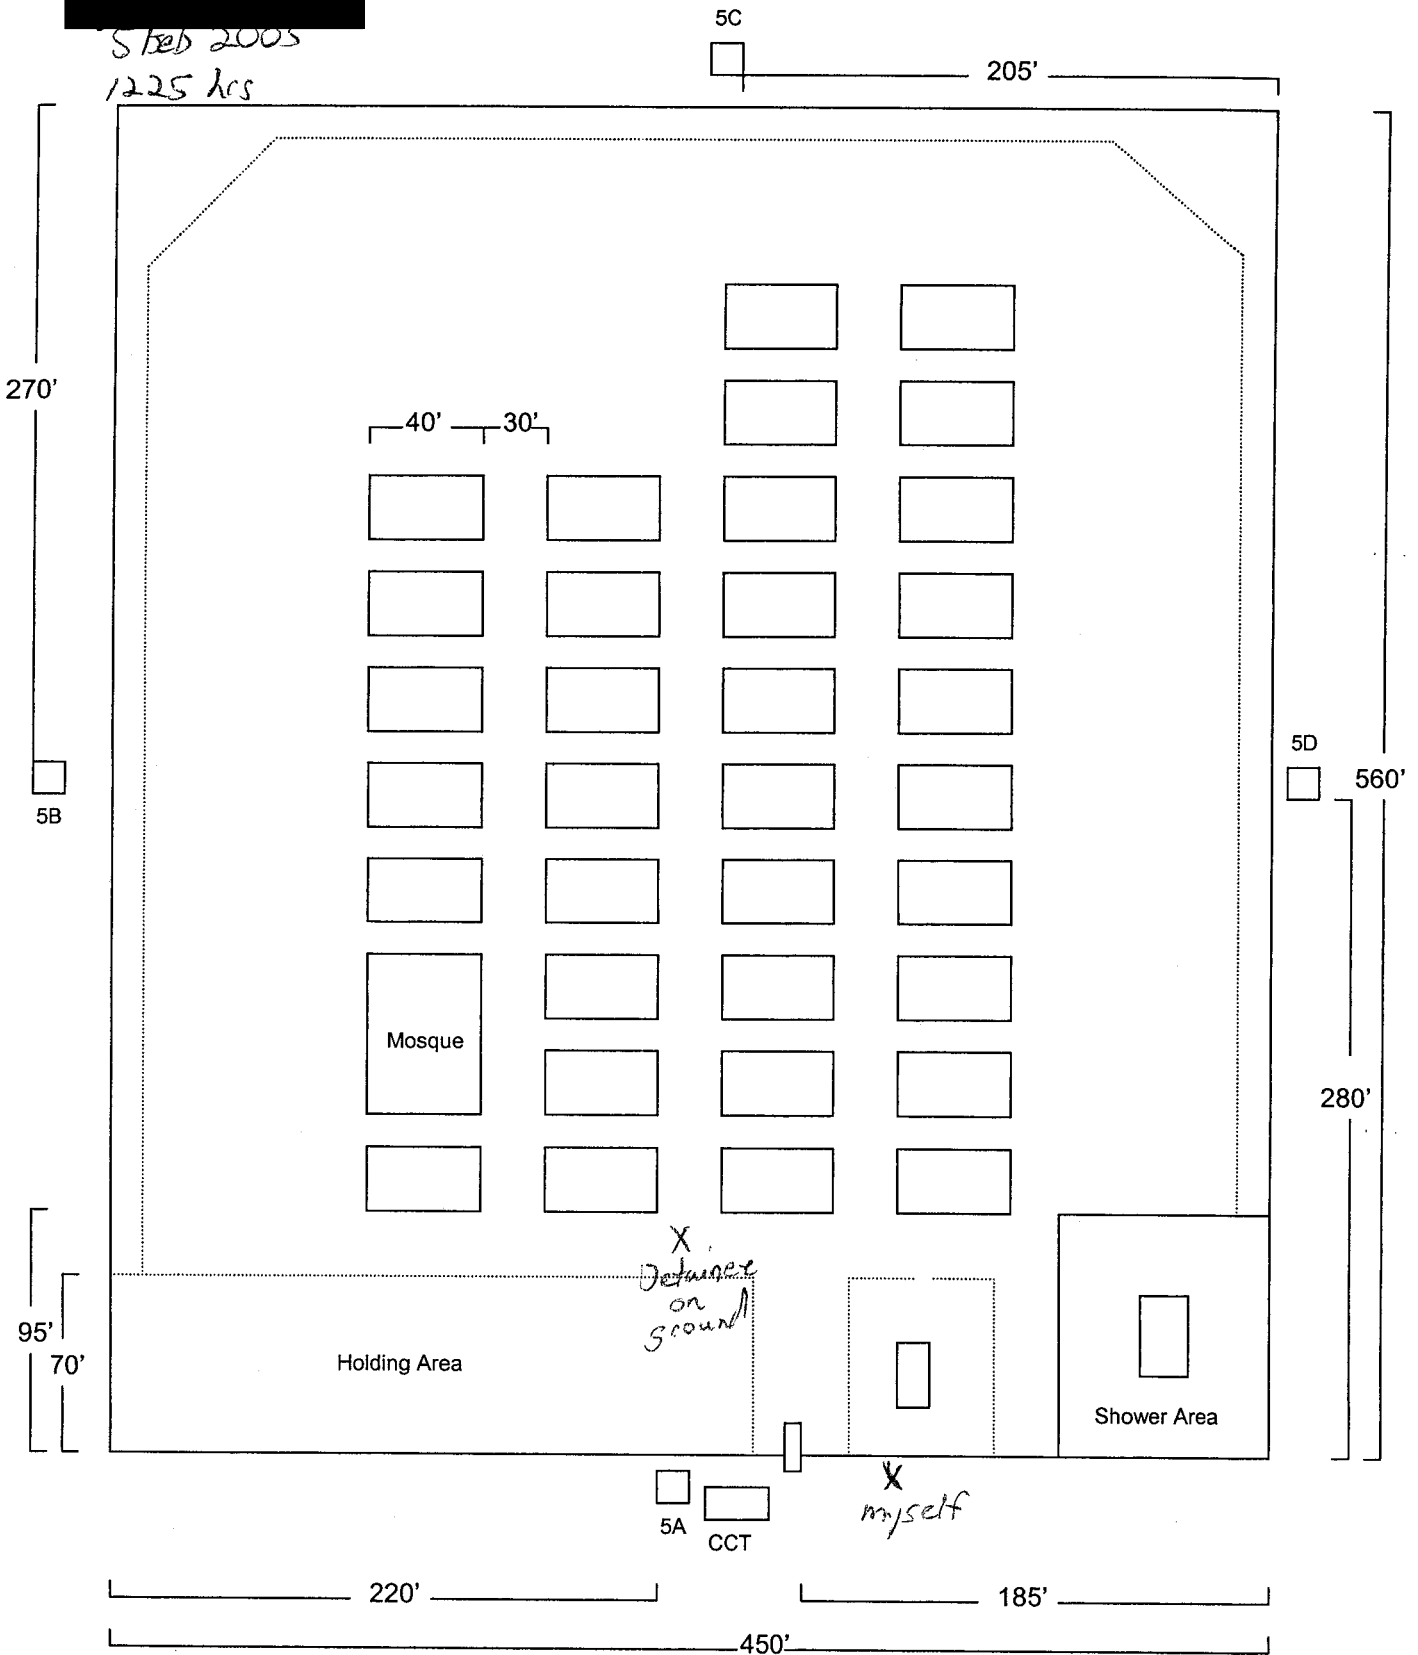 5 Feb 2005
1225 hrs
5C
205'
270'
40'
30'
5D
560'
5B
Mosque
280'
X
Detainee
on
ground
95'
70'
Holding Area
Shower Area
X
myself
5A
CCT
220'
185'
450'